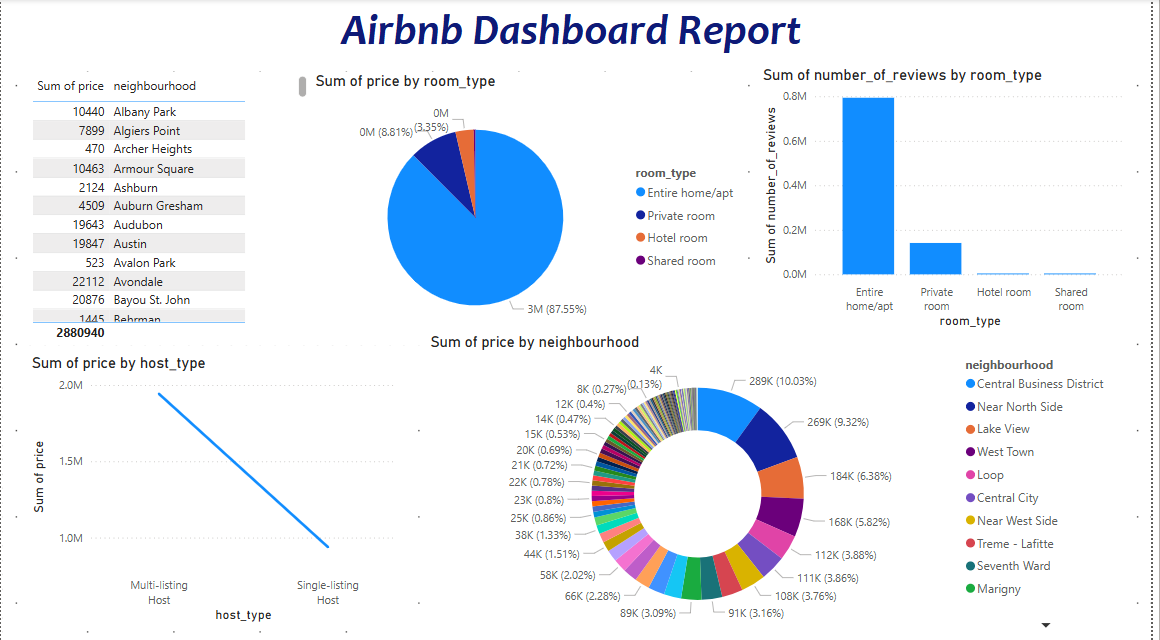 Airbnb Dashboard Report
Sum of price neighbourhood
10440 Albany Park
7899 Algiers Point
470 Archer Heights
10463 Armour Square
2124 Ashburn
4509 Auburn Gresham
19643 Audubon
19847 Austin
523 Avalon Park
22112 Avondale
20876 Bayou St. John
1445 Behrman
2880940
Sum of price by room_type
0M
(3.35%)
0M (8.81%)
3M (87.55%)
room_type
Entire home/apt
Private room
Hotel room
Shared room
Sum of number_of_reviews by room_type
Sum of number_of_reviews
0.8M
0.6M
0.4M
0.2M
0.0M
Entire
home/apt
Private
room
Hotel room
Shared
room
room_type
Sum of price by host_type
Sum of price
2.0M
1.5M
1.0M
Multi-listing
Host
Single-listing
Host
host_type
Sum of price by neighbourhood
289K (10.03%)
269K (9.32%)
184K (6.38%)
168K (5.82%)
112K (3.88%)
111K (3.86%)
108K (3.76%)
91K (3.16%)
89K (3.09%)
66K (2.28%)
58K (2.02%)
44K (1.51%)
38K (1.33%)
25K (0.86%)
23K (0.8%)
22K (0.78%)
21K (0.72%)
20K (0.69%)
15K (0.53%)
14K (0.47%)
12K (0.4%)
8K (0.27%)
4K
(0.13%)
neighbourhood
Central Business District
Near North Side
Lake View
West Town
Loop
Central City
Near West Side
Treme - Lafitte
Seventh Ward
Marigny